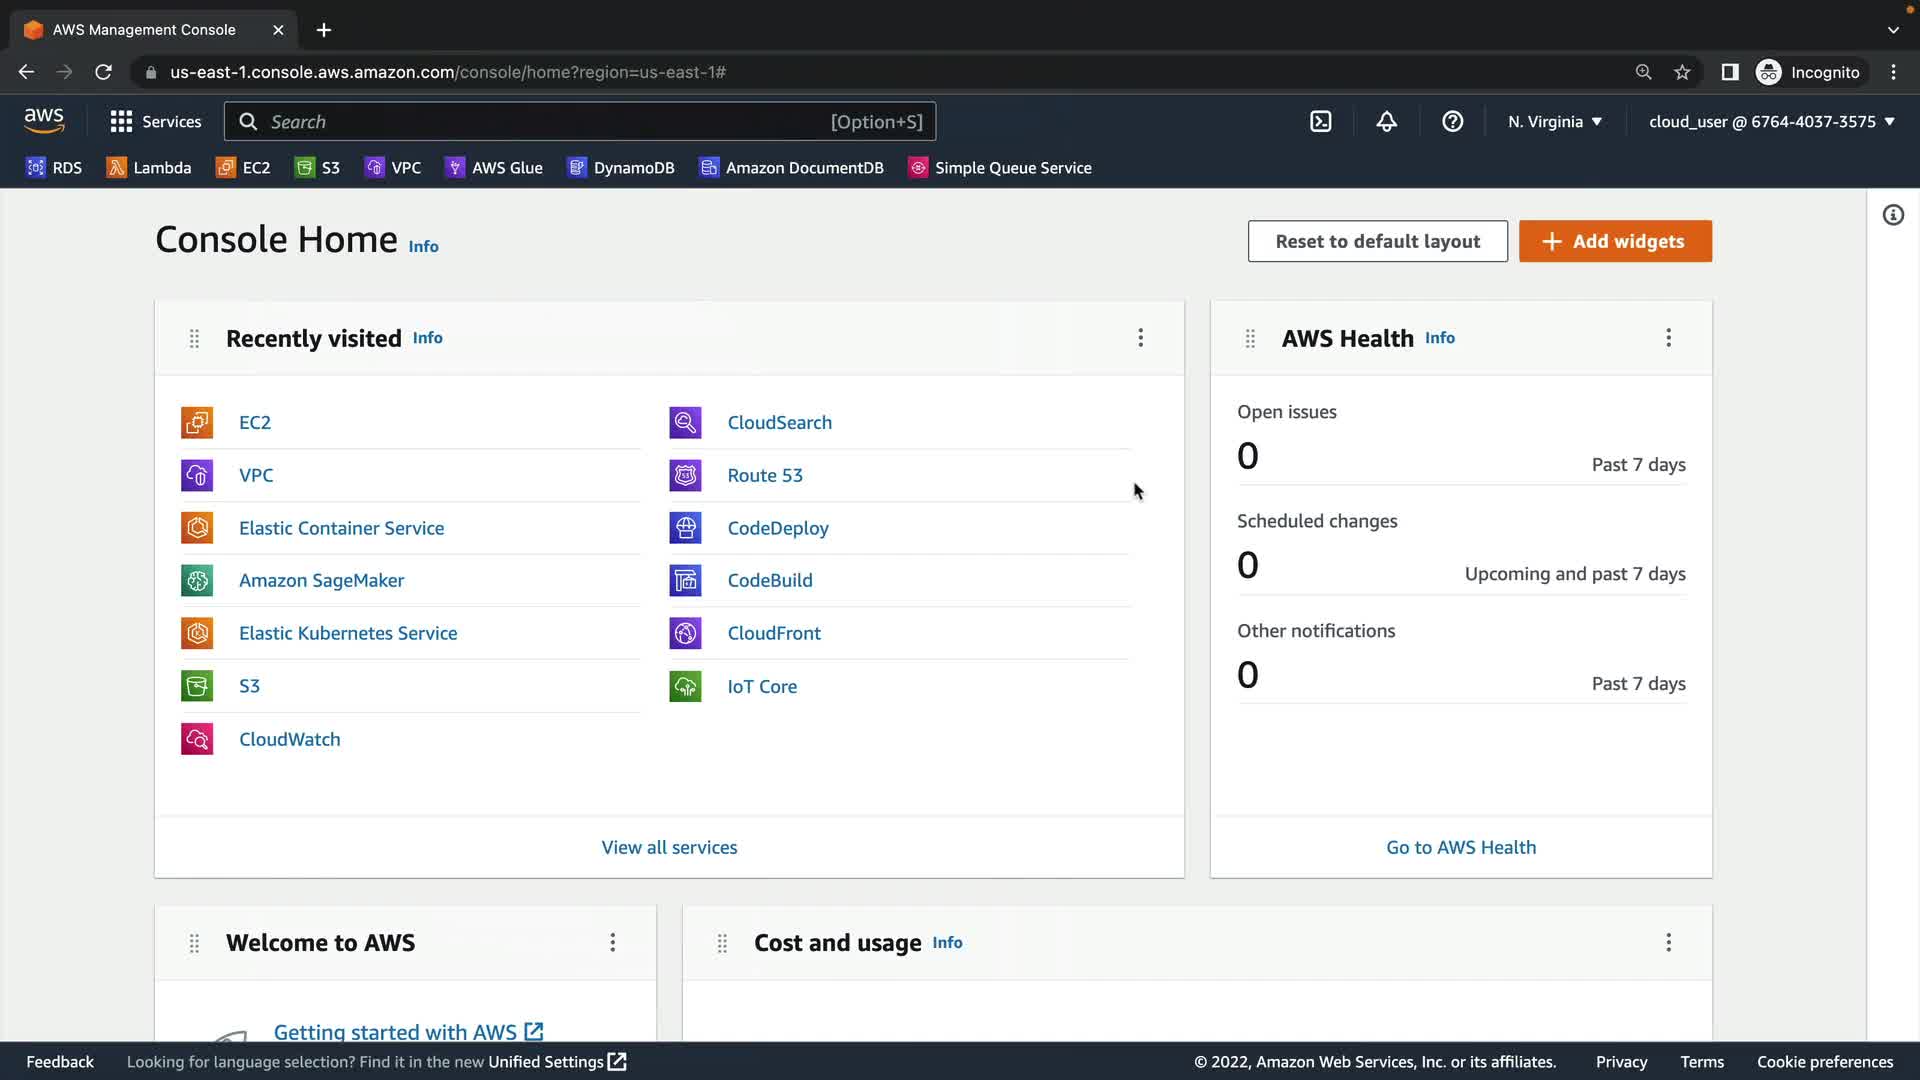 AWS Management Console
us-east-1.console.aws.amazon.com/console/home?region=us-east-1#
Incognito
aws
Services
Search
[Option+S]
N. Virginia
cloud_user @ 6764-4037-3575
RDS
Lambda
EC2
S3
VPC
AWS Glue
DynamoDB
Amazon DocumentDB
Simple Queue Service
Console Home Info
Reset to default layout
Add widgets
Recently visited Info
EC2
VPC
Elastic Container Service
Amazon SageMaker
Elastic Kubernetes Service
S3
CloudWatch
CloudSearch
Route 53
CodeDeploy
CodeBuild
CloudFront
IoT Core
View all services
AWS Health Info
Open issues
0
Past 7 days
Scheduled changes
0
Upcoming and past 7 days
Other notifications
0
Past 7 days
Go to AWS Health
Welcome to AWS
Getting started with AWS
Cost and usage Info
Feedback
Looking for language selection? Find it in the new Unified Settings
© 2022, Amazon Web Services, Inc. or its affiliates.
Privacy
Terms
Cookie preferences